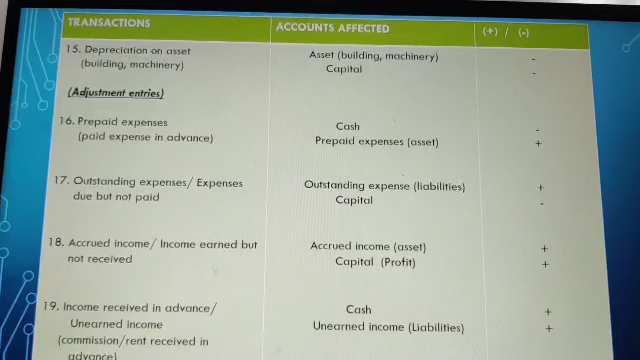 TRANSACTIONS ACCOUNTS AFFECTED (+) / (-)
15. Depreciation on asset Asset (building, machinery) -
(building, machinery) Capital -
(Adjustment entries)
16. Prepaid expenses Cash -
(paid expense in advance) Prepaid expenses (asset) +
17. Outstanding expenses/ Expenses Outstanding expense (liabilities) +
due but not paid Capital -
18. Accrued income/ Income earned but Accrued income (asset) +
not received Capital (Profit) +
19. Income received in advance/ Cash +
Unearned income Unearned income (Liabilities) +
(commission/rent received in
advance)